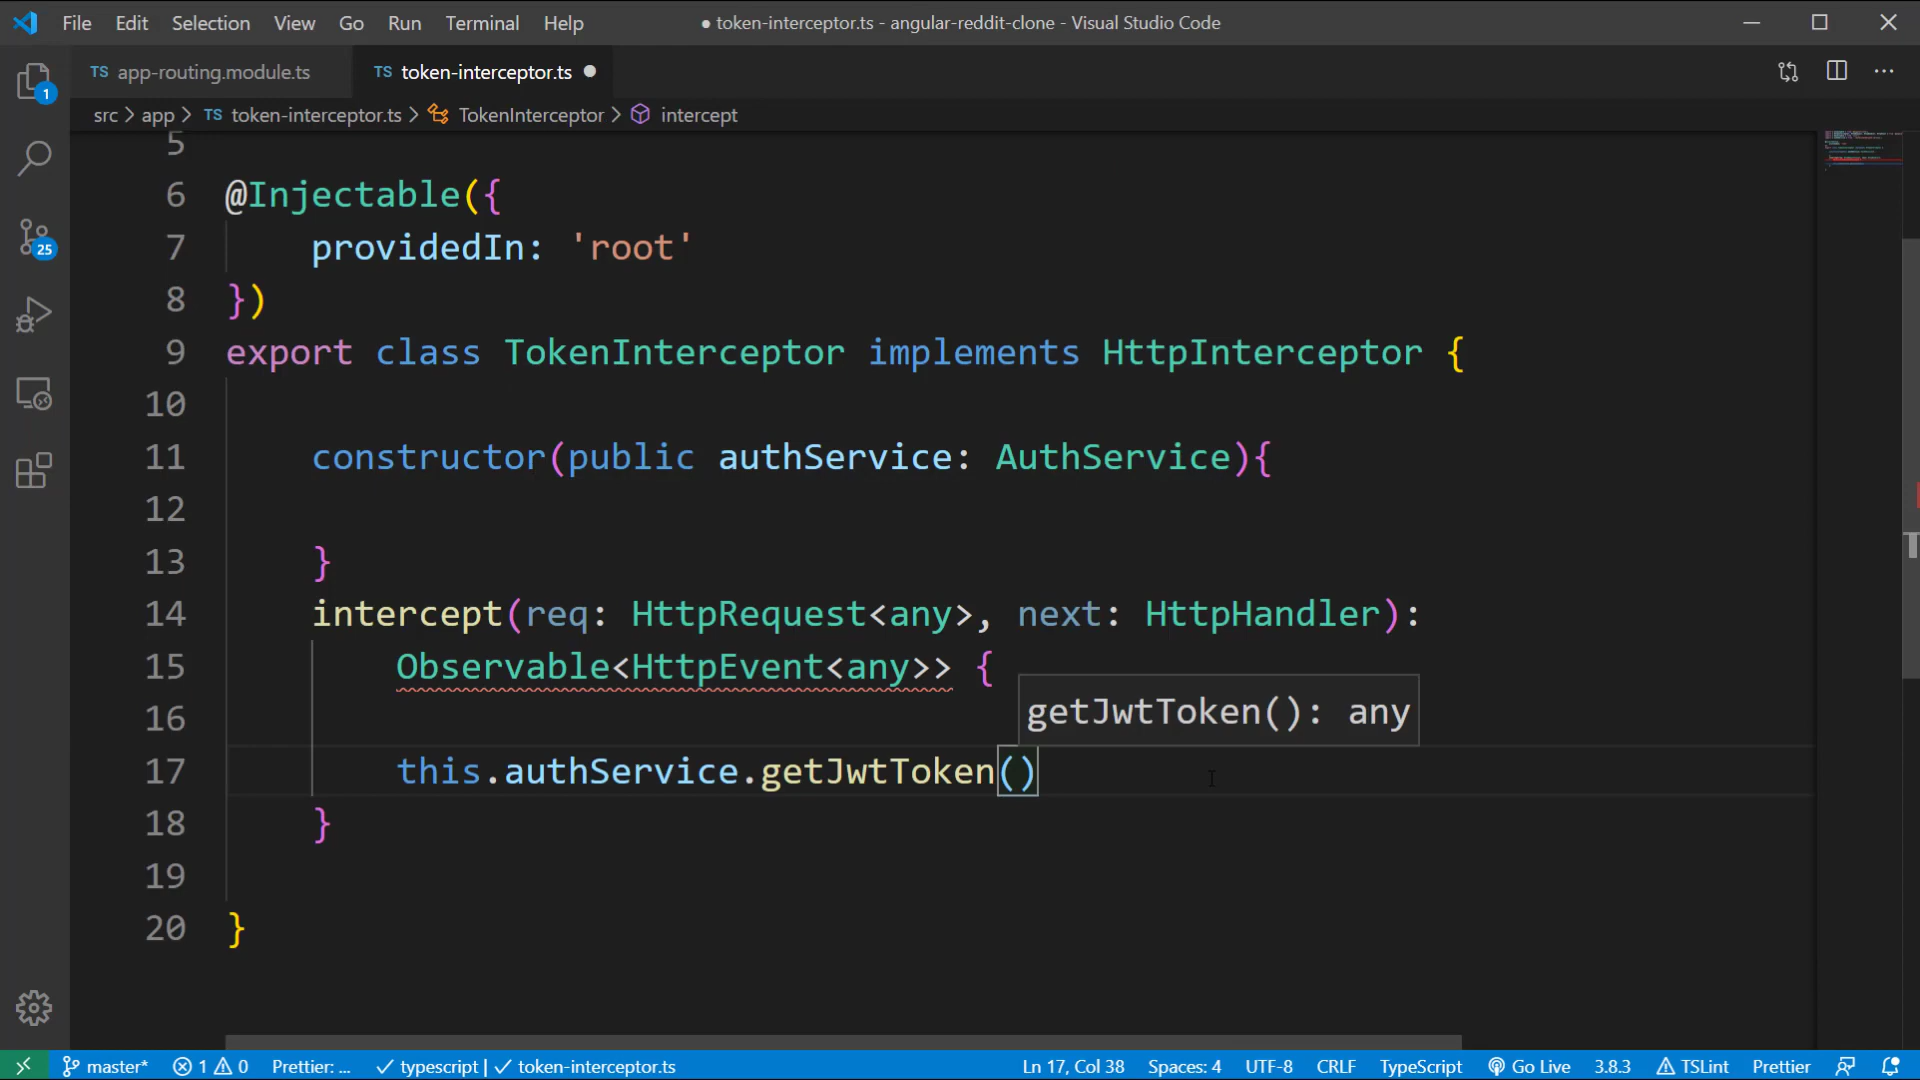 File Edit Selection View Go Run Terminal Help ● token-interceptor.ts - angular-reddit-clone - Visual Studio Code
TS app-routing.module.ts TS token-interceptor.ts
1
src > app > TS token-interceptor.ts > TokenInterceptor > intercept
5
6 @Injectable({
7 providedIn: 'root'
25
8 })
9 export class TokenInterceptor implements HttpInterceptor {
10
11 constructor(public authService: AuthService){
12
13 }
14 intercept(req: HttpRequest<any>, next: HttpHandler):
15 Observable<HttpEvent<any>> {
getJwtToken(): any
16
17 this.authService.getJwtToken()
18 }
19
20 }
master* 1 0 Prettier: ... ✓ typescript | ✓ token-interceptor.ts Ln 17, Col 38 Spaces: 4 UTF-8 CRLF TypeScript Go Live 3.8.3 TSLint Prettier